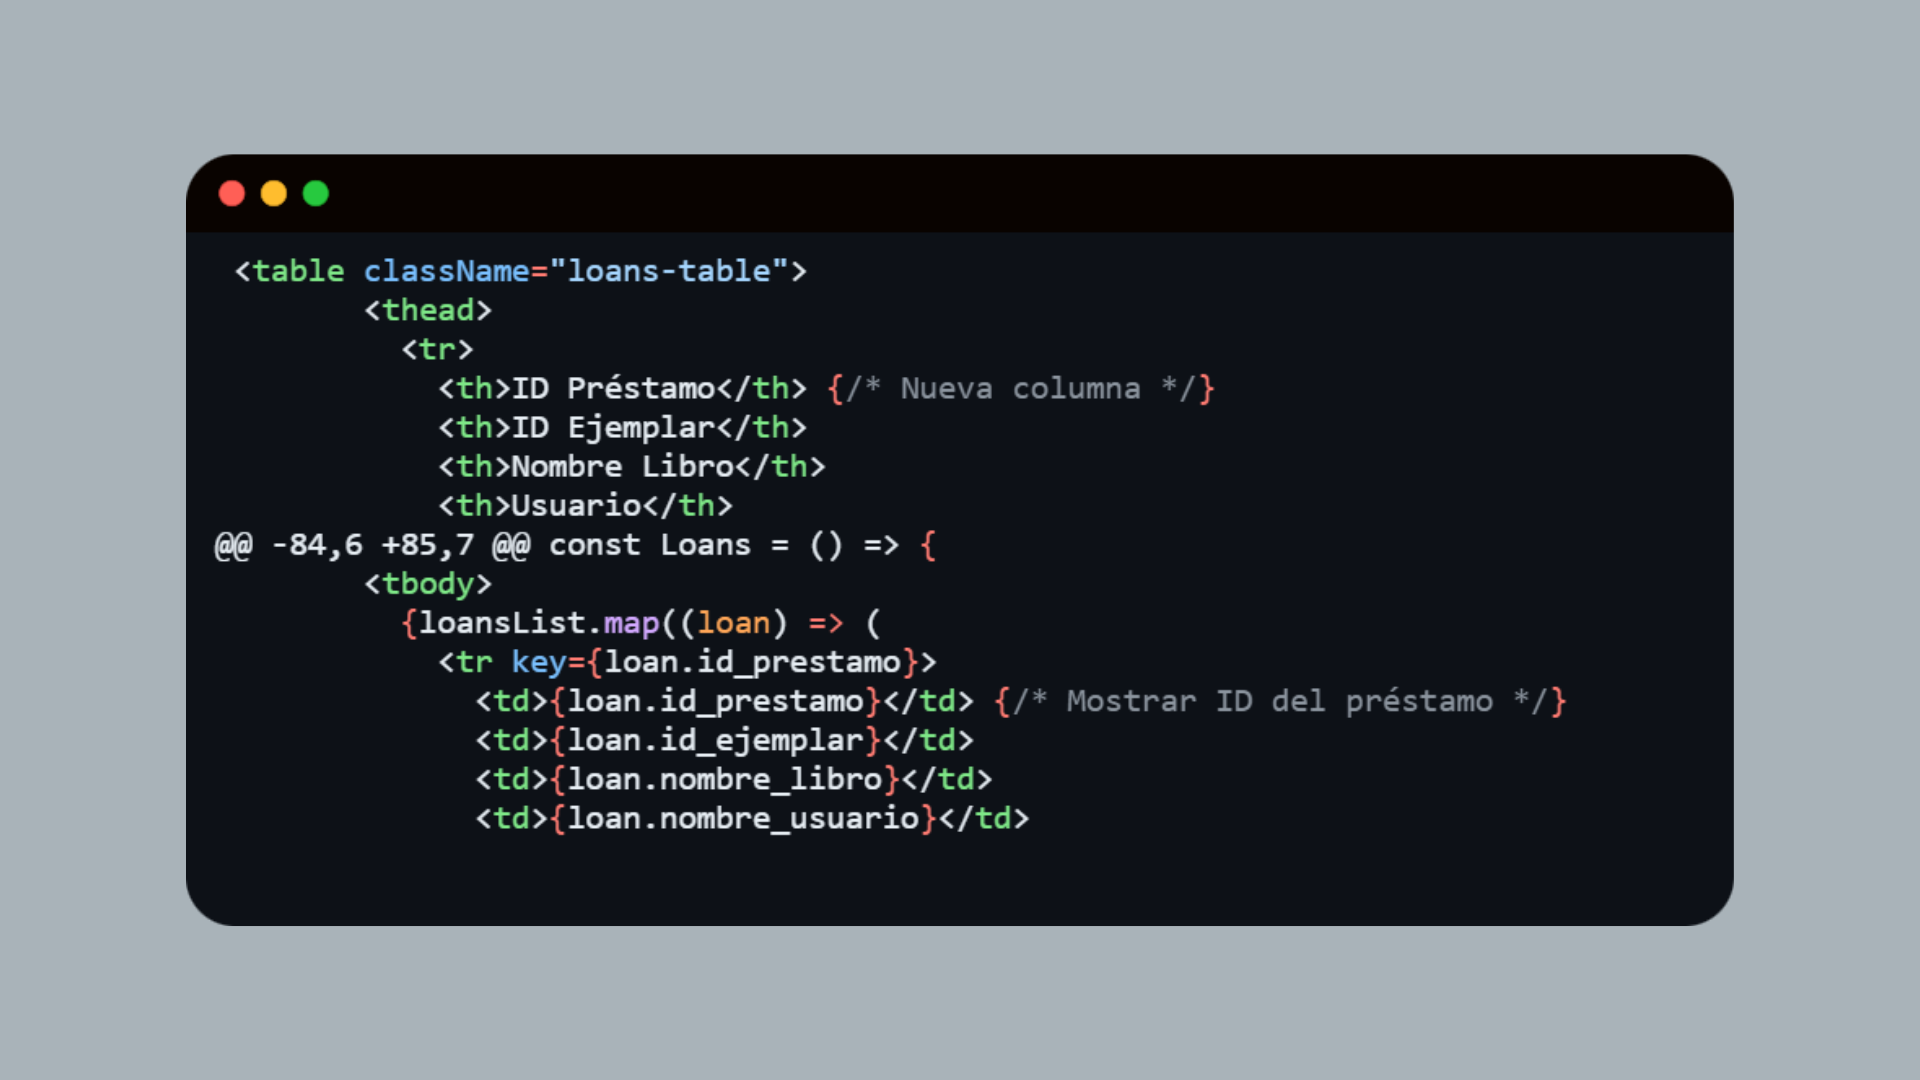 <table className="loans-table">
<thead>
<tr>
<th>ID Préstamo</th> {/* Nueva columna */}
<th>ID Ejemplar</th>
<th>Nombre Libro</th>
<th>Usuario</th>
@@ -84,6 +85,7 @@ const Loans = () => {
<tbody>
{loansList.map((loan) => (
<tr key={loan.id_prestamo}>
<td>{loan.id_prestamo}</td> {/* Mostrar ID del préstamo */}
<td>{loan.id_ejemplar}</td>
<td>{loan.nombre_libro}</td>
<td>{loan.nombre_usuario}</td>